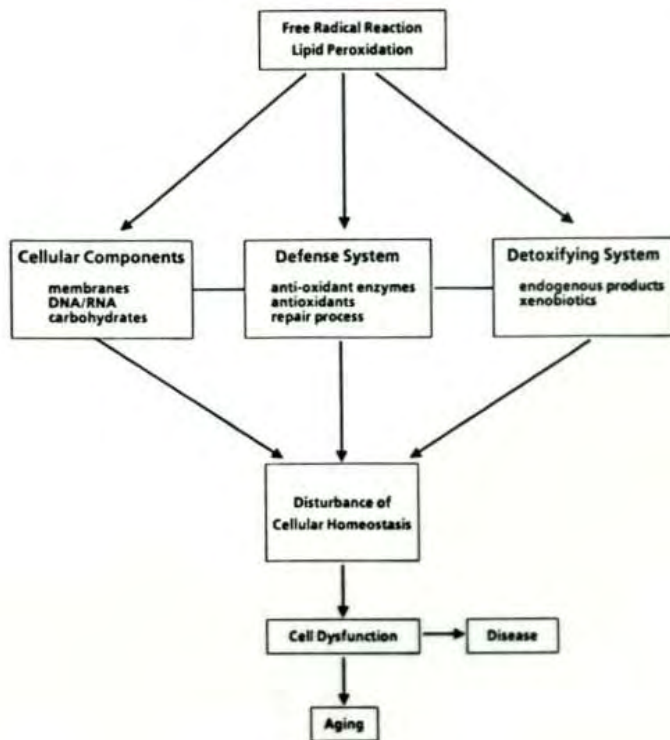 Free Radical Reaction
Lipid Peroxidation
Cellular Components
membranes
DNA/RNA
carbohydrates
Defense System
anti-oxidant enzymes
antioxidants
repair process
Detoxifying System
endogenous products
xenobiotics
Disturbance of
Cellular Homeostasis
Cell Dysfunction
Disease
Aging